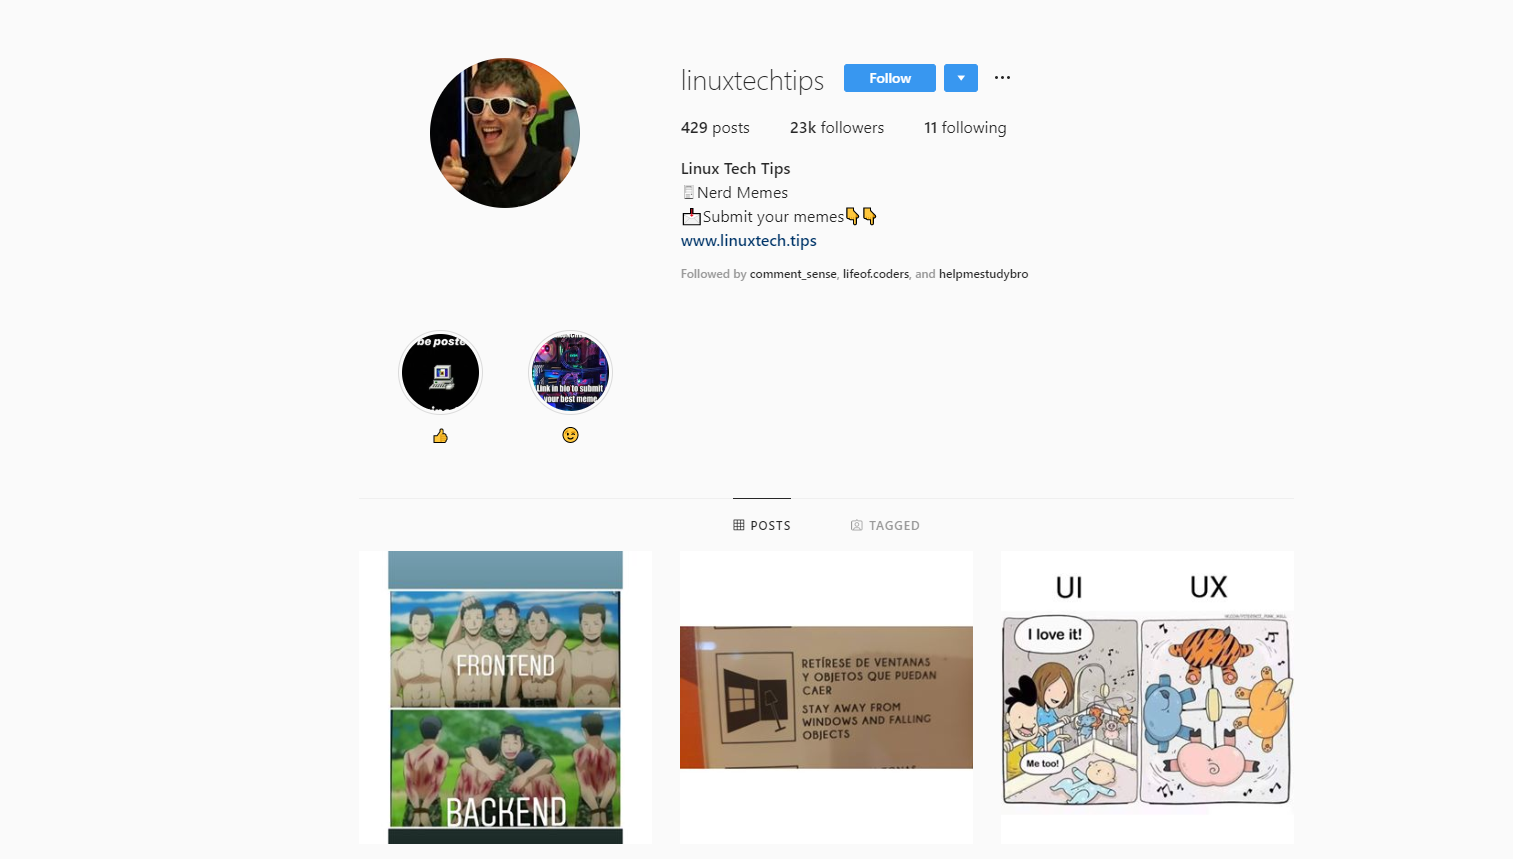 linuxtechtips Follow
429 posts 23k followers 11 following
Linux Tech Tips
Nerd Memes
📩Submit your memes👇👇
www.linuxtech.tips
Followed by comment_sense, lifeof.coders, and helpmestudybro
be poste
Link in bio to submit
your best meme
👍 😉
POSTS TAGGED
FRONTEND
BACKEND
RETÍRESE DE VENTANAS
Y OBJETOS QUE PUEDAN
CAER
STAY AWAY FROM
WINDOWS AND FALLING
OBJECTS
UI UX
I love it!
Me too!